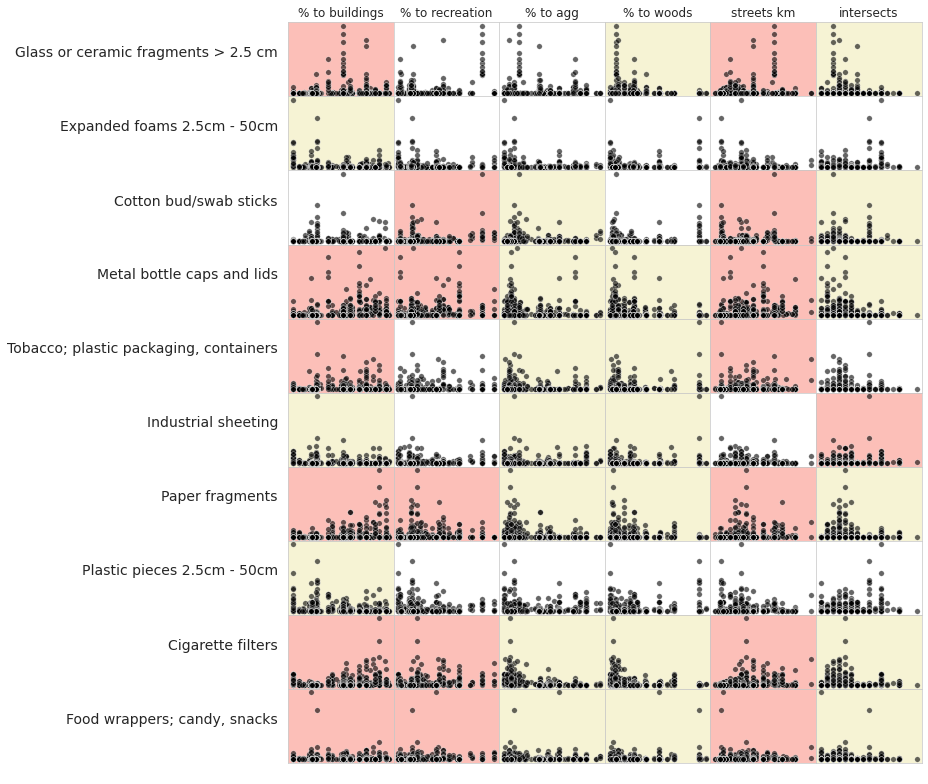 % to buildings % to recreation % to agg % to woods streets km intersects
Glass or ceramic fragments > 2.5 cm
Expanded foams 2.5cm - 50cm
Cotton bud/swab sticks
Metal bottle caps and lids
Tobacco; plastic packaging, containers
Industrial sheeting
Paper fragments
Plastic pieces 2.5cm - 50cm
Cigarette filters
Food wrappers; candy, snacks